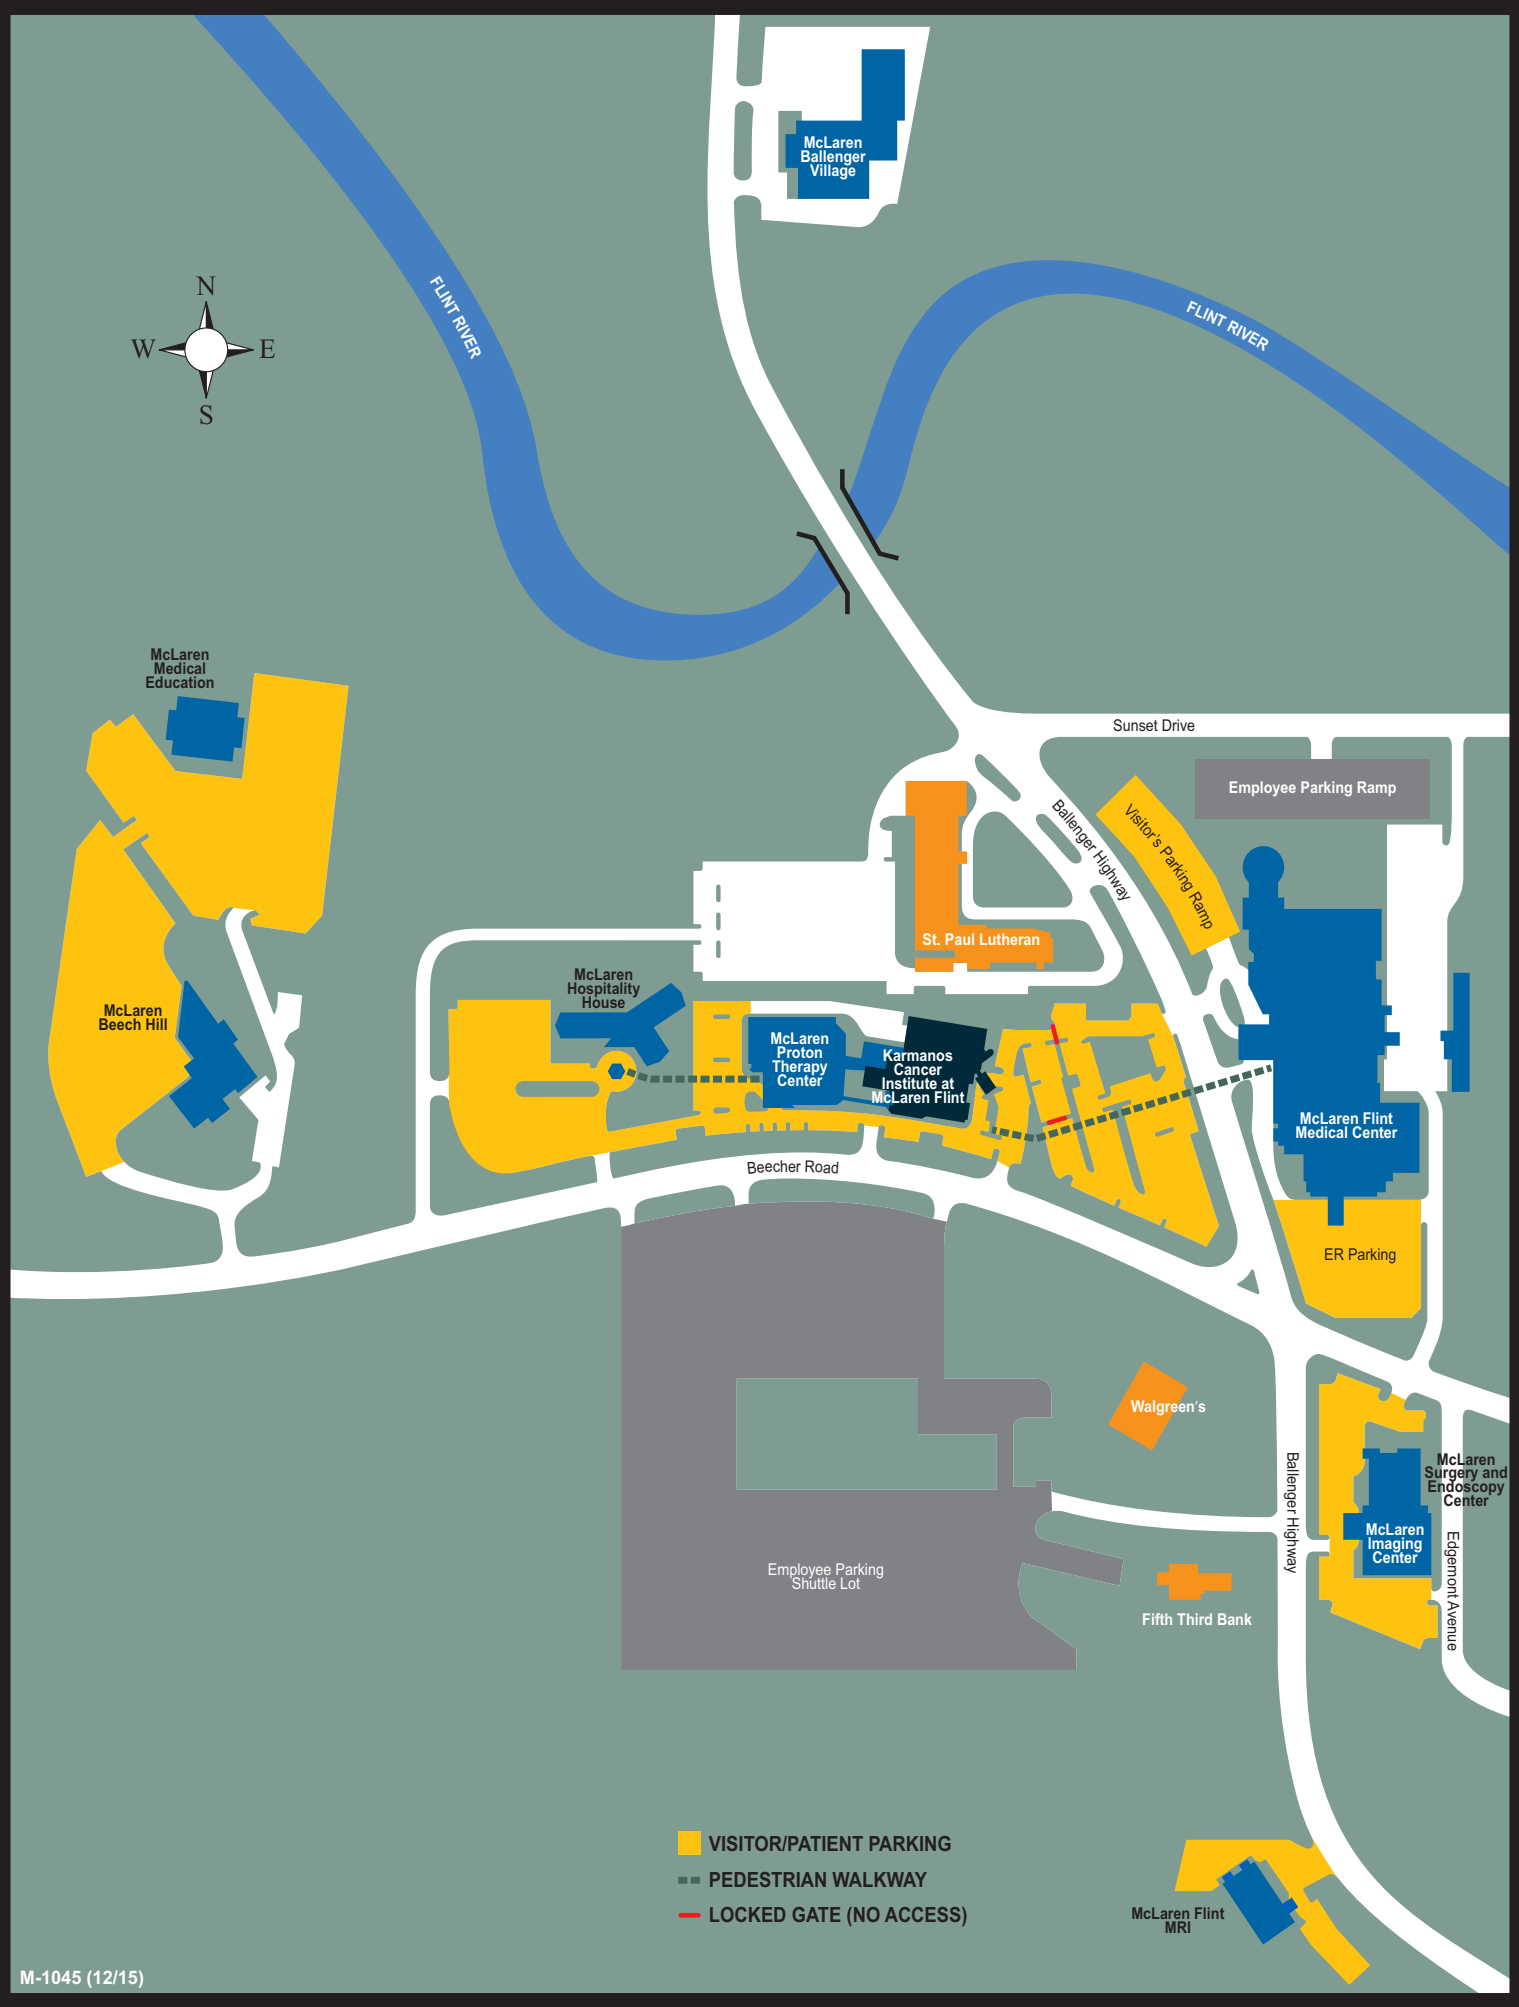 McLaren
Ballenger
Village
FLINT RIVER
FLINT RIVER
N
W
E
S
McLaren
Medical
Education
Sunset Drive
Employee Parking Ramp
Ballenger Highway
Visitor's Parking Ramp
St. Paul Lutheran
McLaren
Hospitality
House
McLaren
Beech Hill
McLaren
Proton
Therapy
Center
Karmanos
Cancer
Institute at
McLaren Flint
McLaren Flint
Medical Center
Beecher Road
ER Parking
Walgreen's
Ballenger Highway
McLaren
Surgery and
Endoscopy
Center
McLaren
Imaging
Center
Edgemont Avenue
Employee Parking
Shuttle Lot
Fifth Third Bank
VISITOR/PATIENT PARKING
PEDESTRIAN WALKWAY
LOCKED GATE (NO ACCESS)
McLaren Flint
MRI
M-1045 (12/15)